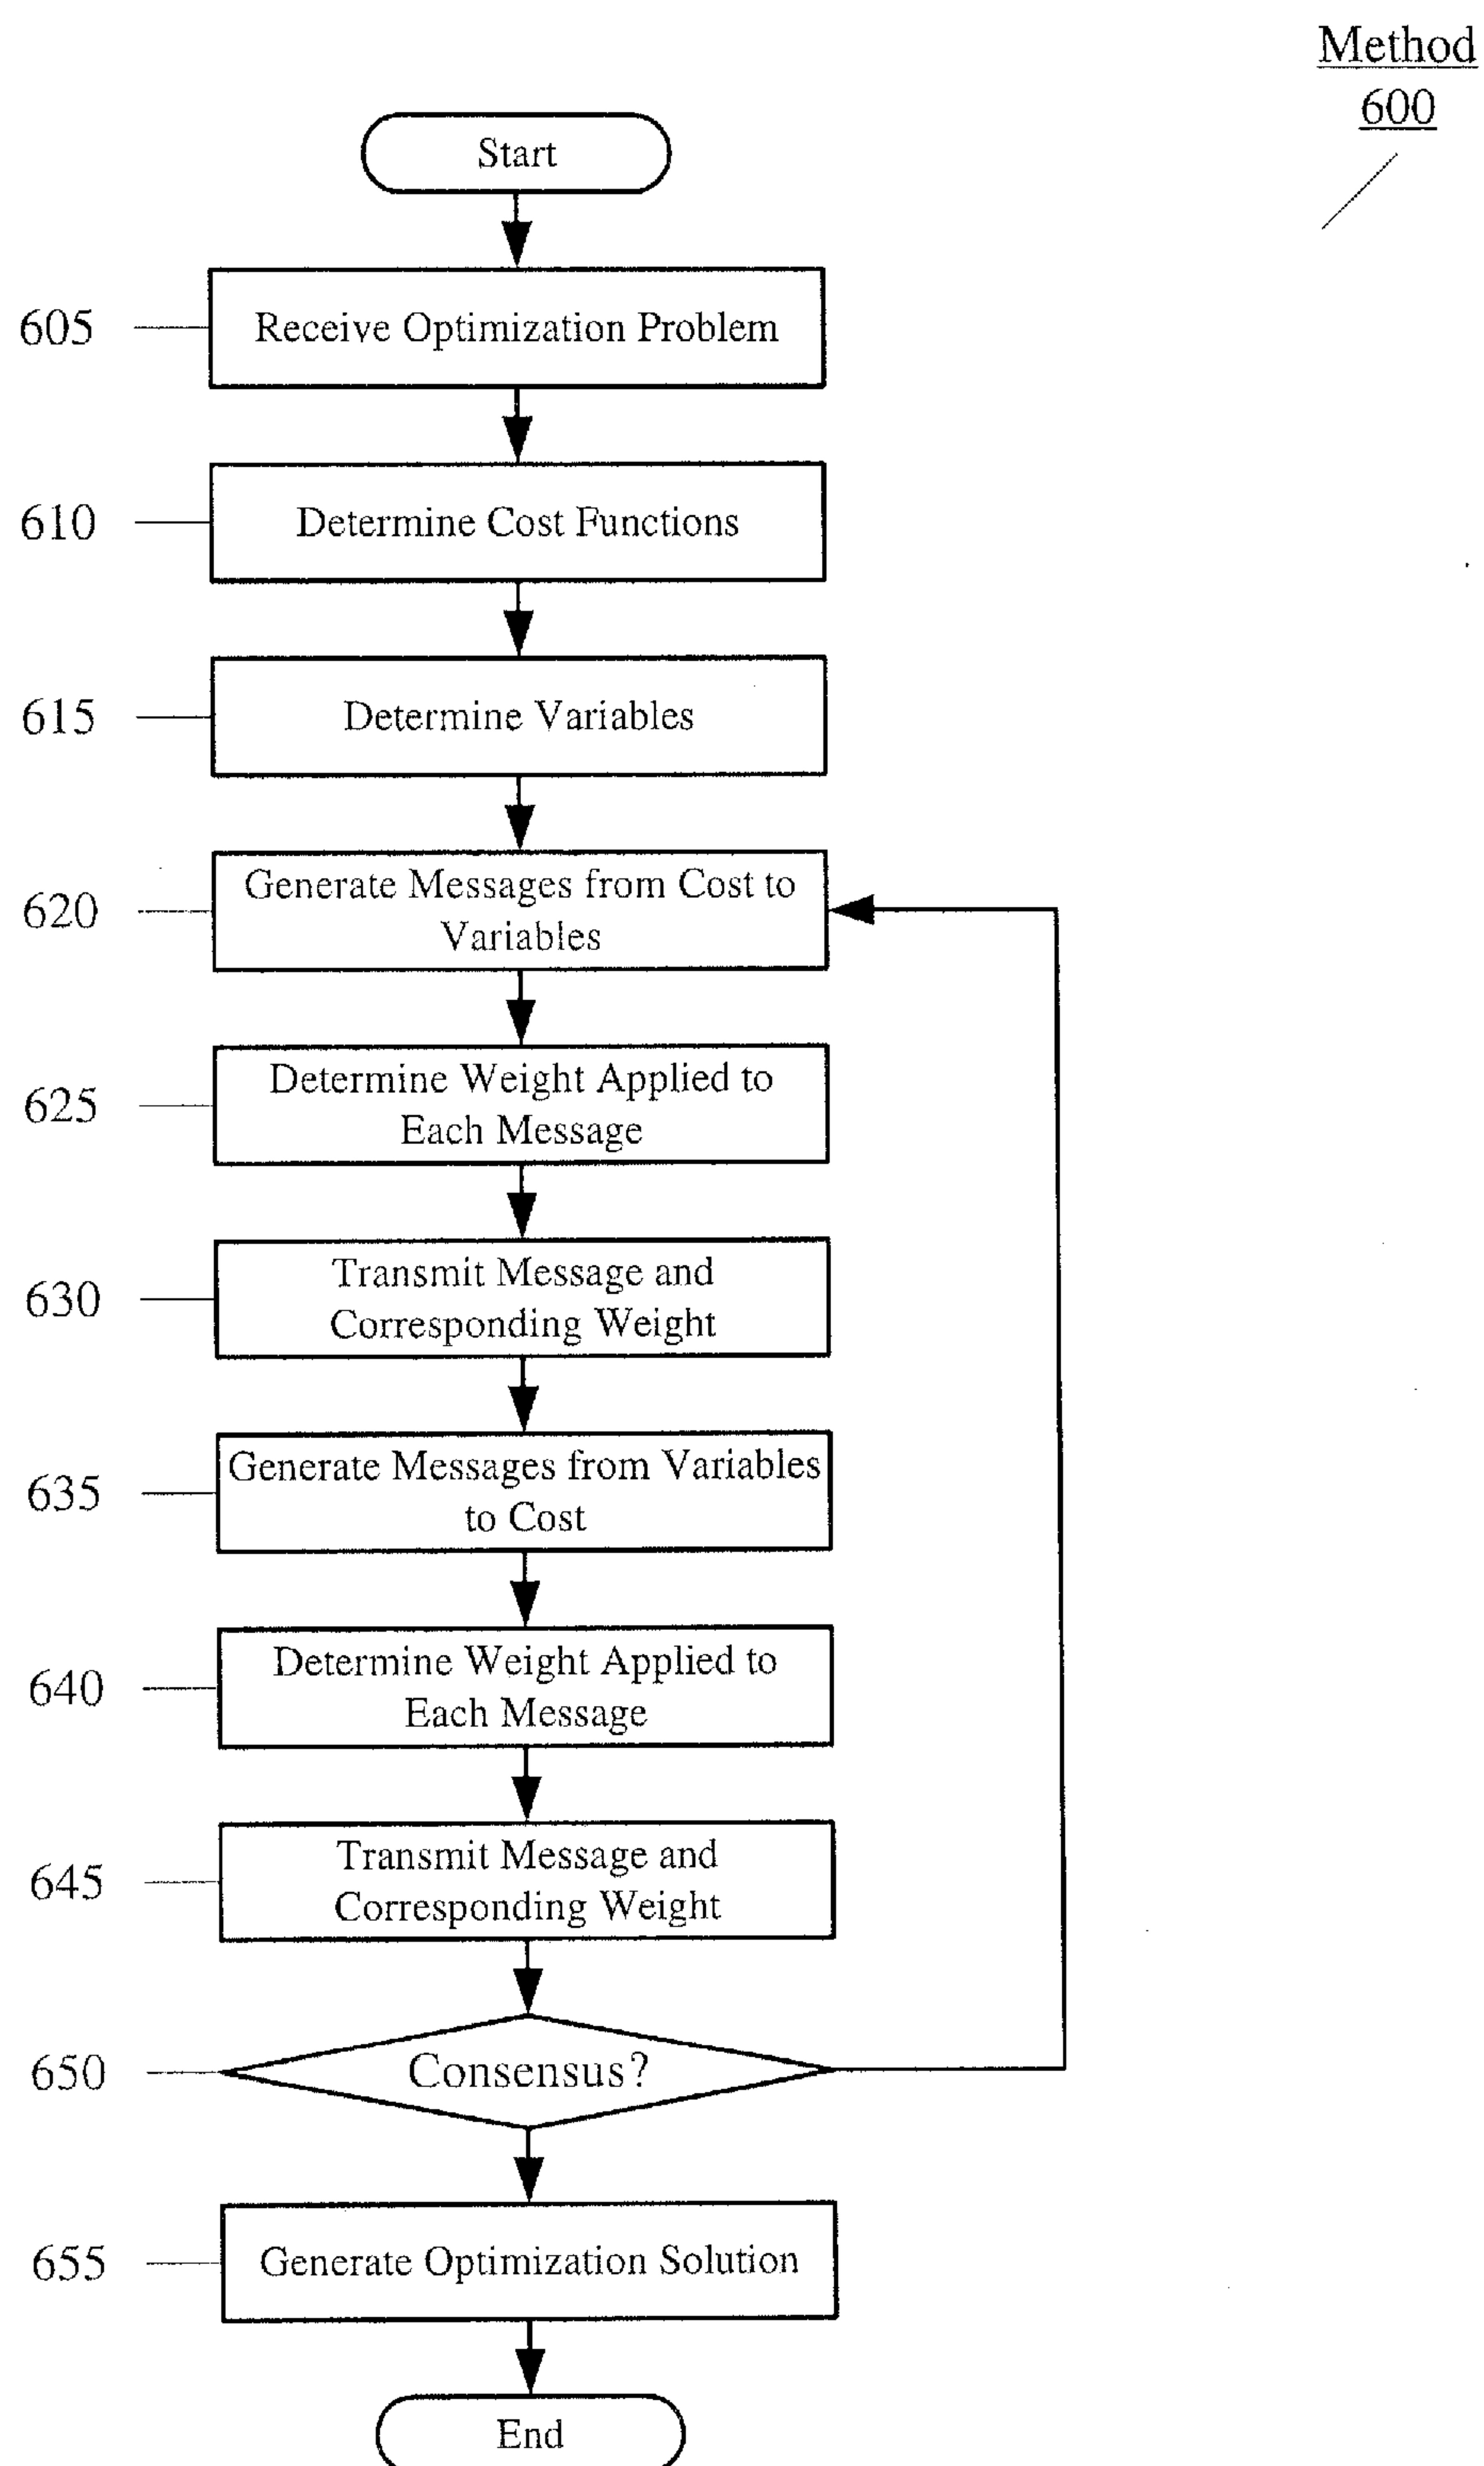 Method
600
Start
605
Receive Optimization Problem
610
Determine Cost Functions
615
Determine Variables
620
Generate Messages from Cost to
Variables
625
Determine Weight Applied to
Each Message
630
Transmit Message and
Corresponding Weight
635
Generate Messages from Variables
to Cost
640
Determine Weight Applied to
Each Message
645
Transmit Message and
Corresponding Weight
650
Consensus?
655
Generate Optimization Solution
End